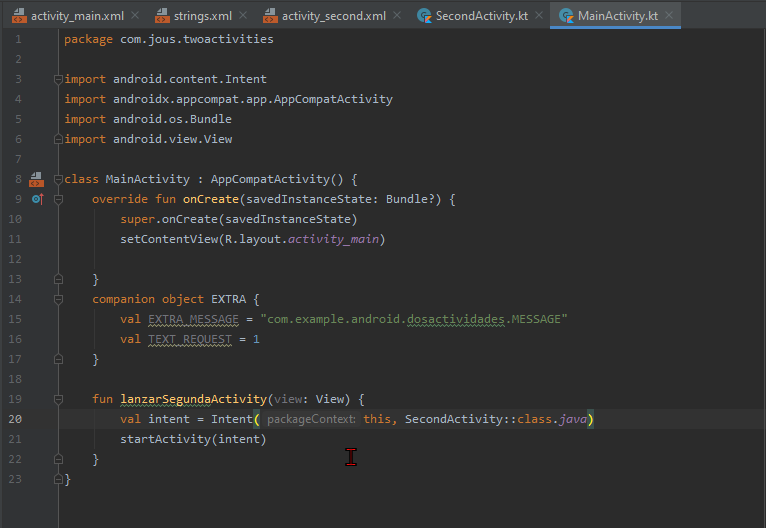 activity_main.xml strings.xml activity_second.xml SecondActivity.kt MainActivity.kt
1 package com.jous.twoactivities
2
3 import android.content.Intent
4 import androidx.appcompat.app.AppCompatActivity
5 import android.os.Bundle
6 import android.view.View
7
8 class MainActivity : AppCompatActivity() {
9 override fun onCreate(savedInstanceState: Bundle?) {
10 super.onCreate(savedInstanceState)
11 setContentView(R.layout.activity_main)
12
13 }
14 companion object EXTRA {
15 val EXTRA_MESSAGE = "com.example.android.dosactividades.MESSAGE"
16 val TEXT_REQUEST = 1
17 }
18
19 fun lanzarSegundaActivity(view: View) {
20 val intent = Intent( packageContext: this, SecondActivity::class.java)
21 startActivity(intent)
22 }
23 }